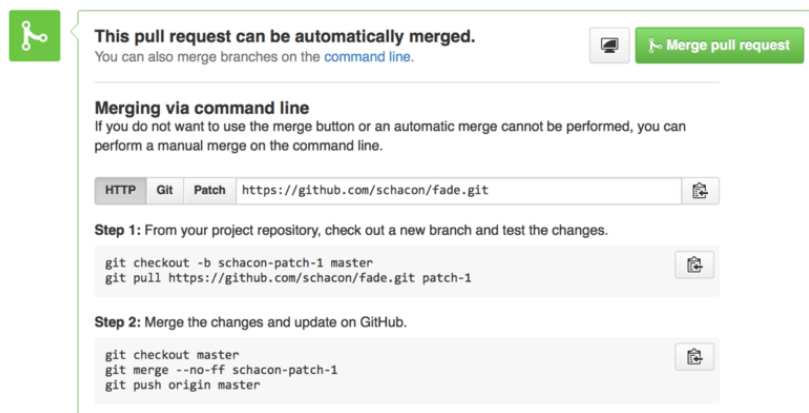 This pull request can be automatically merged.
You can also merge branches on the command line.
Merge pull request
Merging via command line
If you do not want to use the merge button or an automatic merge cannot be performed, you can
perform a manual merge on the command line.
HTTP Git Patch https://github.com/schacon/fade.git
Step 1: From your project repository, check out a new branch and test the changes.
git checkout -b schacon-patch-1 master
git pull https://github.com/schacon/fade.git patch-1
Step 2: Merge the changes and update on GitHub.
git checkout master
git merge --no-ff schacon-patch-1
git push origin master